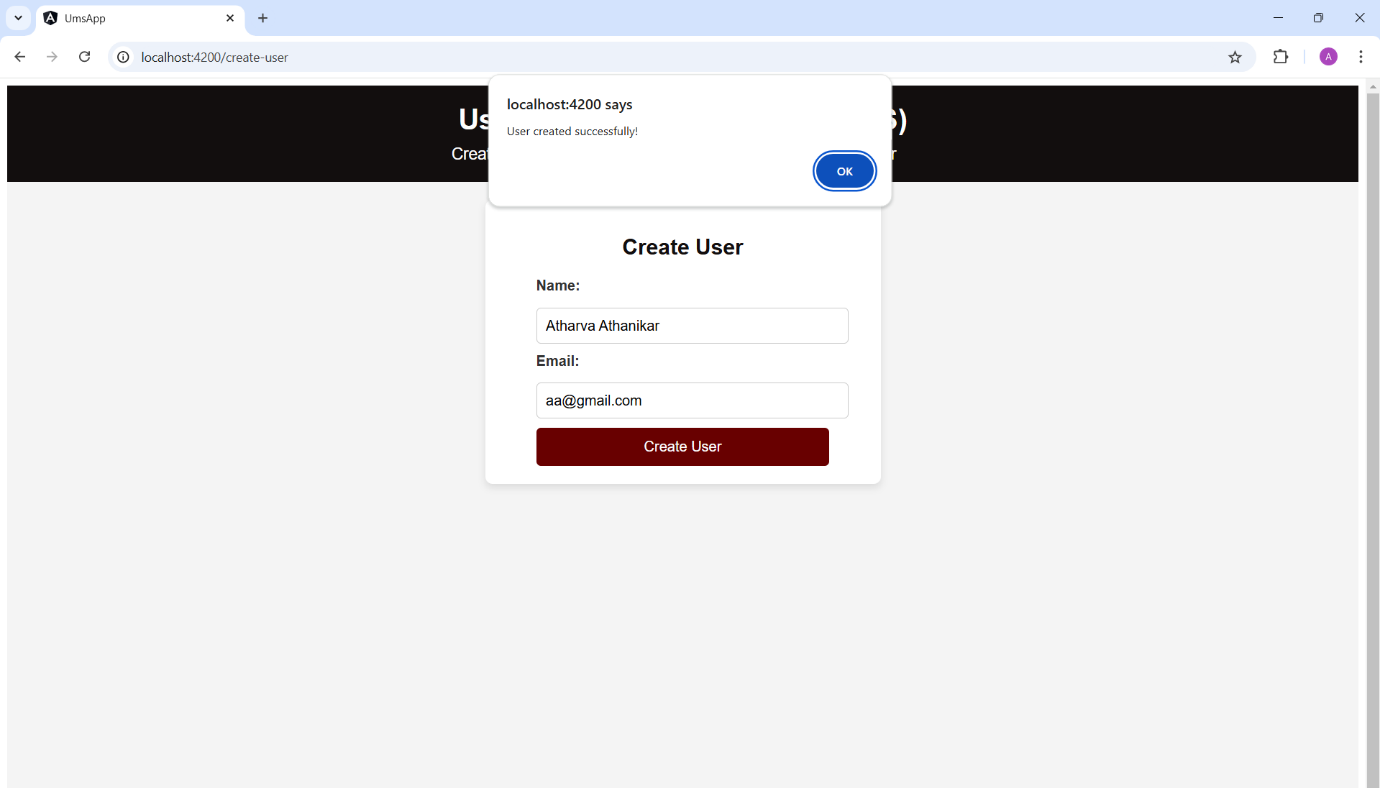 UmsApp
localhost:4200/create-user
A
localhost:4200 says
User created successfully!
OK
Create User
Name:
Atharva Athanikar
Email:
aa@gmail.com
Create User